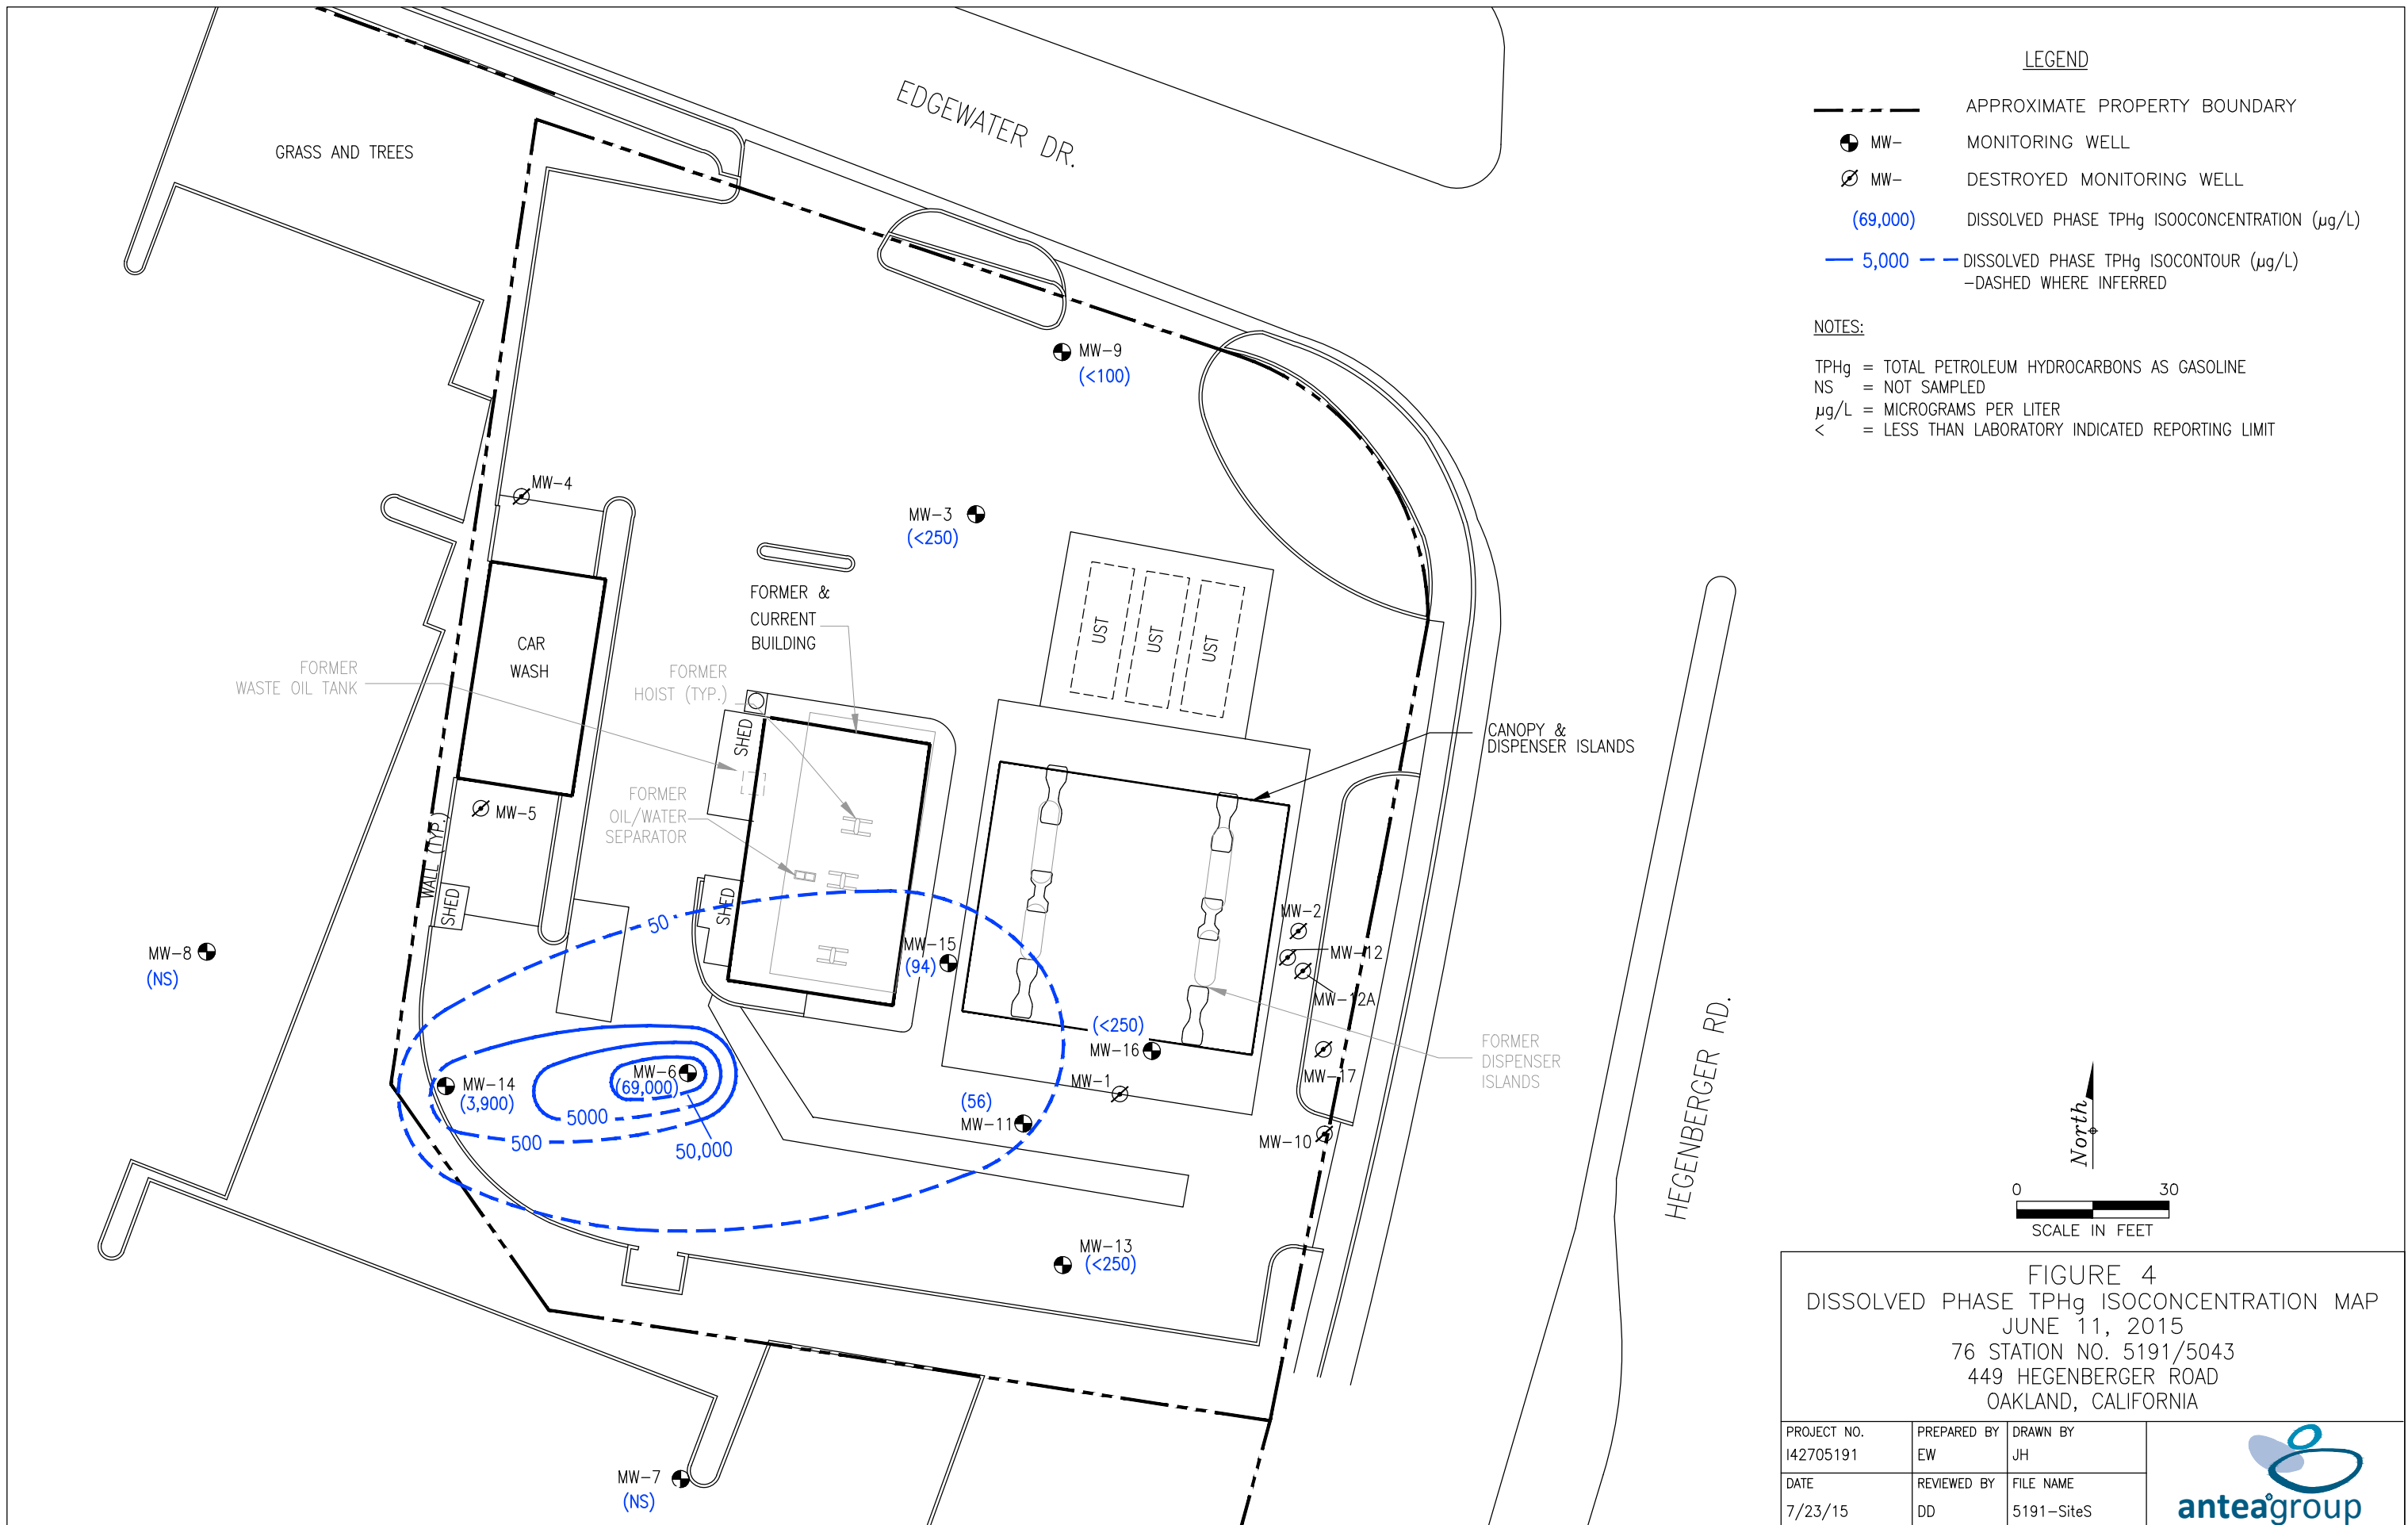 EDGEWATER DR.
GRASS AND TREES
MW-9
(<100)
MW-4
MW-3
(<250)
FORMER &
CURRENT
BUILDING
UST
UST
UST
CAR
WASH
FORMER
WASTE OIL TANK
FORMER
HOIST (TYP.)
SHED
CANOPY &
DISPENSER ISLANDS
FORMER
OIL/WATER
SEPARATOR
MW-5
WALL (TYP.)
SHED
SHED
50
MW-2
MW-8
(NS)
MW-15
(94)
MW-12
MW-12A
(<250)
MW-16
FORMER
DISPENSER
ISLANDS
MW-17
MW-1
MW-6
(69,000)
MW-14
(3,900)
5000
500
50,000
(56)
MW-11
MW-10
HEGENBERGER RD.
MW-13
(<250)
MW-7
(NS)
LEGEND
APPROXIMATE PROPERTY BOUNDARY
MW- MONITORING WELL
MW- DESTROYED MONITORING WELL
(69,000) DISSOLVED PHASE TPHg ISOOCONCENTRATION (µg/L)
5,000 DISSOLVED PHASE TPHg ISOCONTOUR (µg/L)
-DASHED WHERE INFERRED
NOTES:
TPHg = TOTAL PETROLEUM HYDROCARBONS AS GASOLINE
NS = NOT SAMPLED
µg/L = MICROGRAMS PER LITER
< = LESS THAN LABORATORY INDICATED REPORTING LIMIT
North
0 30
SCALE IN FEET
FIGURE 4
DISSOLVED PHASE TPHg ISOCONCENTRATION MAP
JUNE 11, 2015
76 STATION NO. 5191/5043
449 HEGENBERGER ROAD
OAKLAND, CALIFORNIA
PROJECT NO. PREPARED BY DRAWN BY
I42705191 EW JH
DATE REVIEWED BY FILE NAME
7/23/15 DD 5191-SiteS
anteagroup